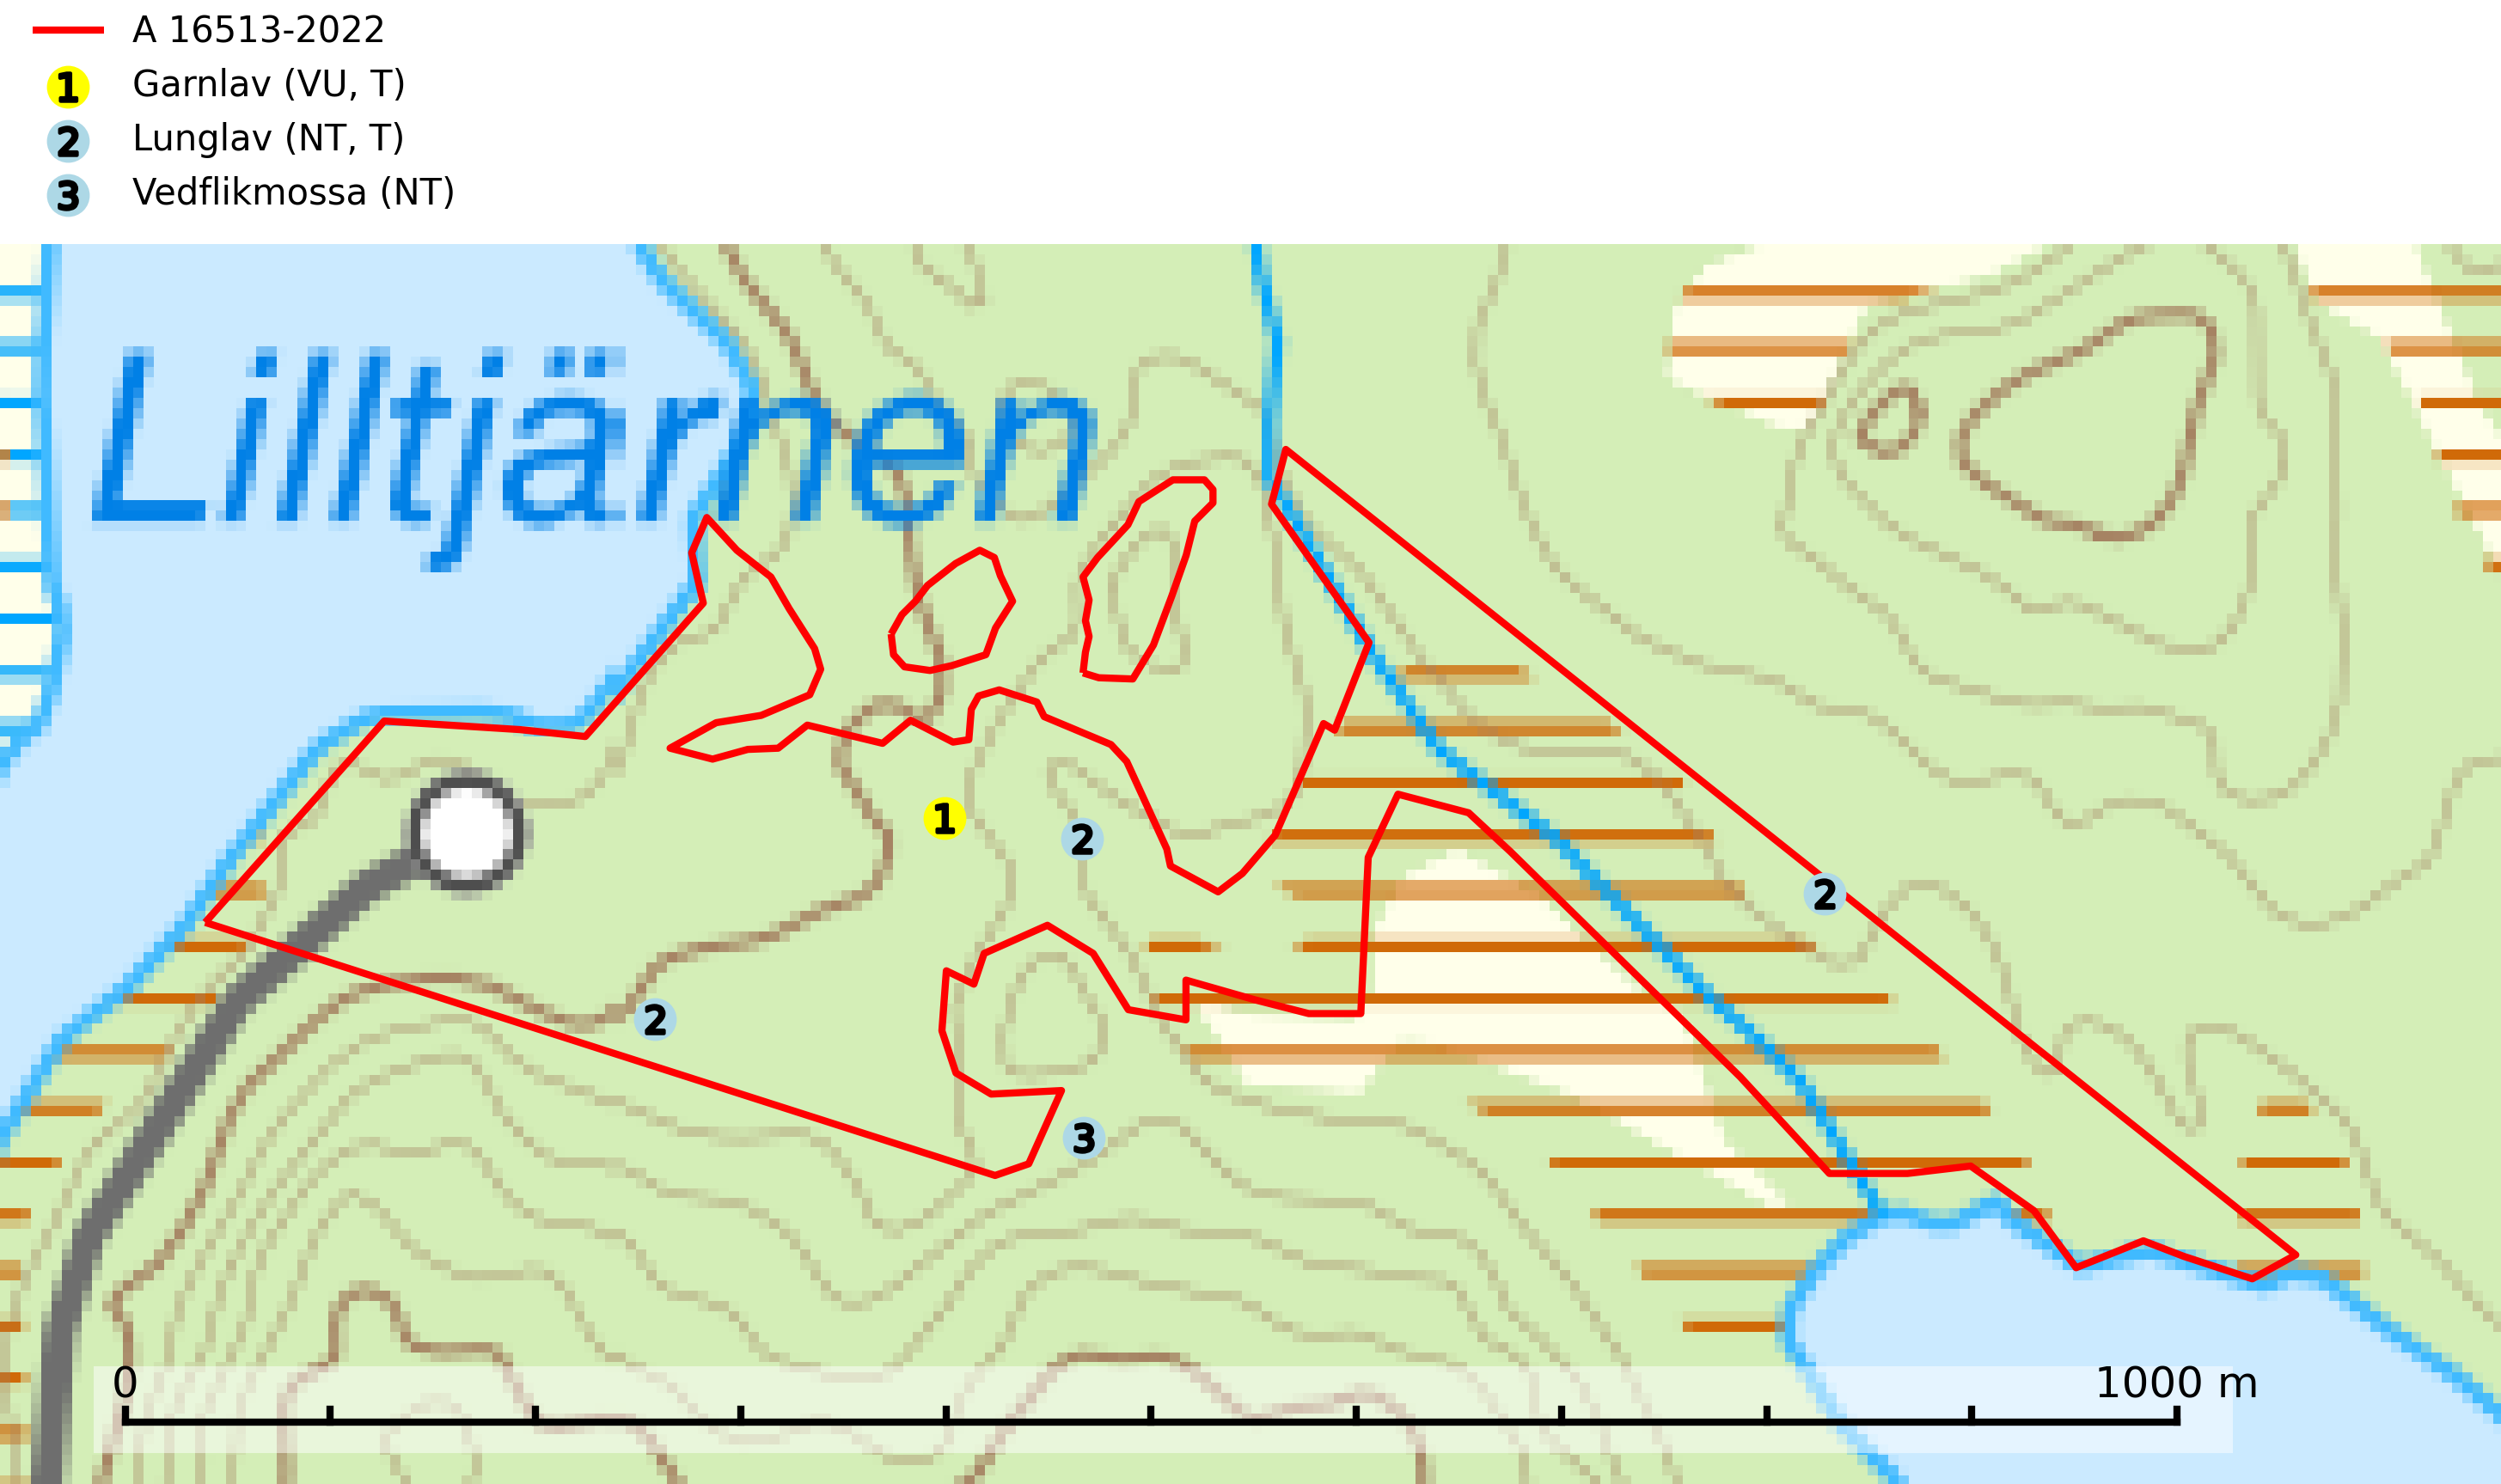 A 16513-2022
1 Garnlav (VU, T)
2 Lunglav (NT, T)
3 Vedflikmossa (NT)
Lilltjärnen
1
2
2
2
3
0 1000 m